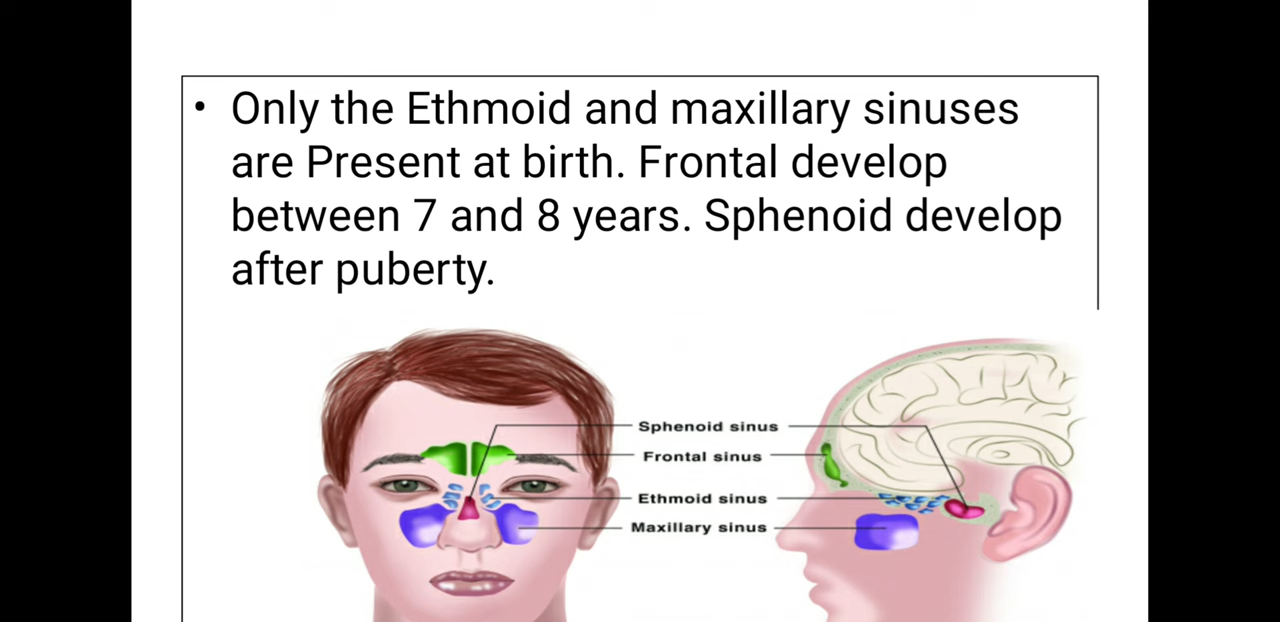 • Only the Ethmoid and maxillary sinuses
are Present at birth. Frontal develop
between 7 and 8 years. Sphenoid develop
after puberty.
Sphenoid sinus
Frontal sinus
Ethmoid sinus
Maxillary sinus